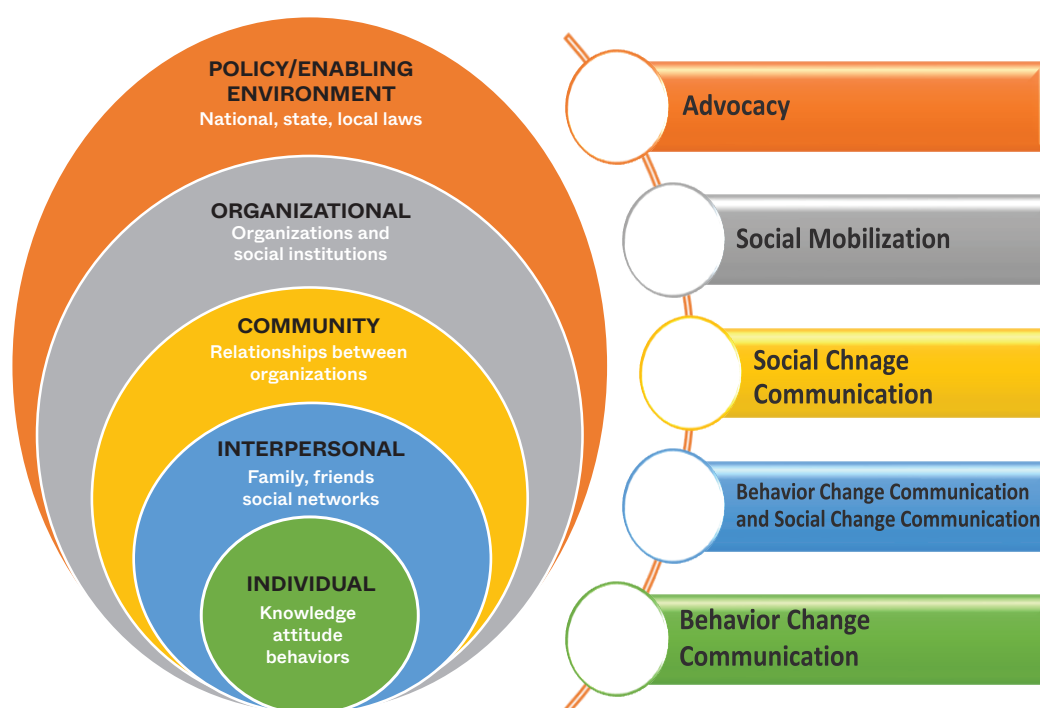 POLICY/ENABLING
ENVIRONMENT
National, state, local laws
ORGANIZATIONAL
Organizations and
social institutions
COMMUNITY
Relationships between
organizations
INTERPERSONAL
Family, friends
social networks
INDIVIDUAL
Knowledge
attitude
behaviors
Advocacy
Social Mobilization
Social Chnage
Communication
Behavior Change Communication
and Social Change Communication
Behavior Change
Communication